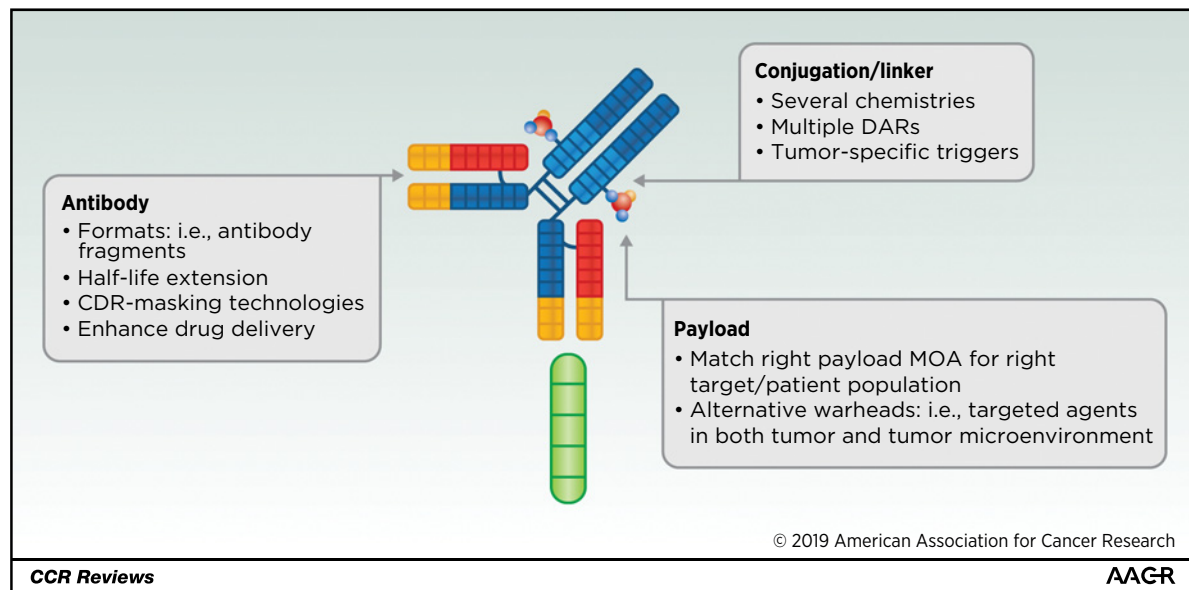 Conjugation/linker
• Several chemistries
• Multiple DARs
• Tumor-specific triggers
Antibody
• Formats: i.e., antibody
fragments
• Half-life extension
• CDR-masking technologies
• Enhance drug delivery
Payload
• Match right payload MOA for right
target/patient population
• Alternative warheads: i.e., targeted agents
in both tumor and tumor microenvironment
© 2019 American Association for Cancer Research
CCR Reviews
AACR